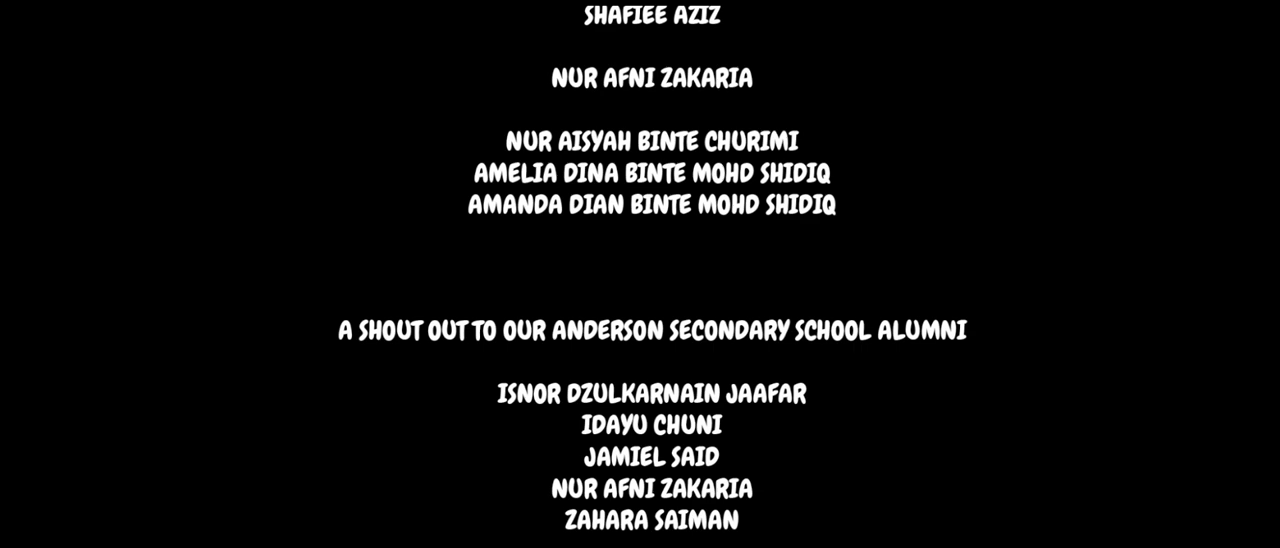 SHAFIEE AZIZ
NUR AFNI ZAKARIA
NUR AISYAH BINTE CHURIMI
AMELIA DINA BINTE MOHD SHIDIQ
AMANDA DIAN BINTE MOHD SHIDIQ
A SHOUT OUT TO OUR ANDERSON SECONDARY SCHOOL ALUMNI
ISNOR DZULKARNAIN JAAFAR
IDAYU CHUNI
JAMIEL SAID
NUR AFNI ZAKARIA
ZAHARA SAIMAN